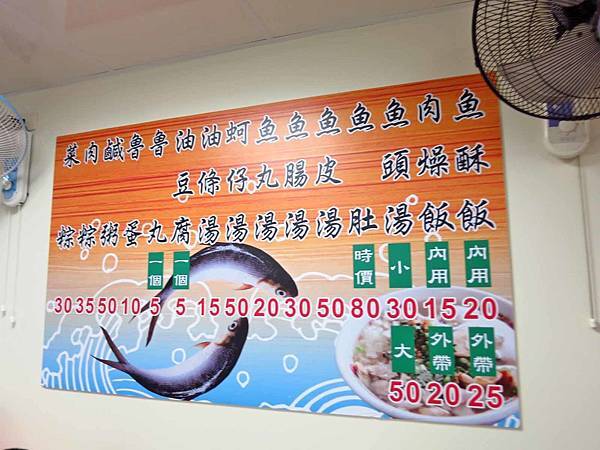 魚酥飯 內用 20 外帶 25
肉燥飯 內用 15 外帶 20
魚頭湯 小 30 大 50
魚肚 時價 80
魚皮湯 50
魚腸湯 30
魚丸湯 20
蚵仔湯 50
油條湯 15
油豆腐 一個 5
魯丸 一個 5
魯蛋 10
鹹粥 50
肉粽 35
菜粽 30